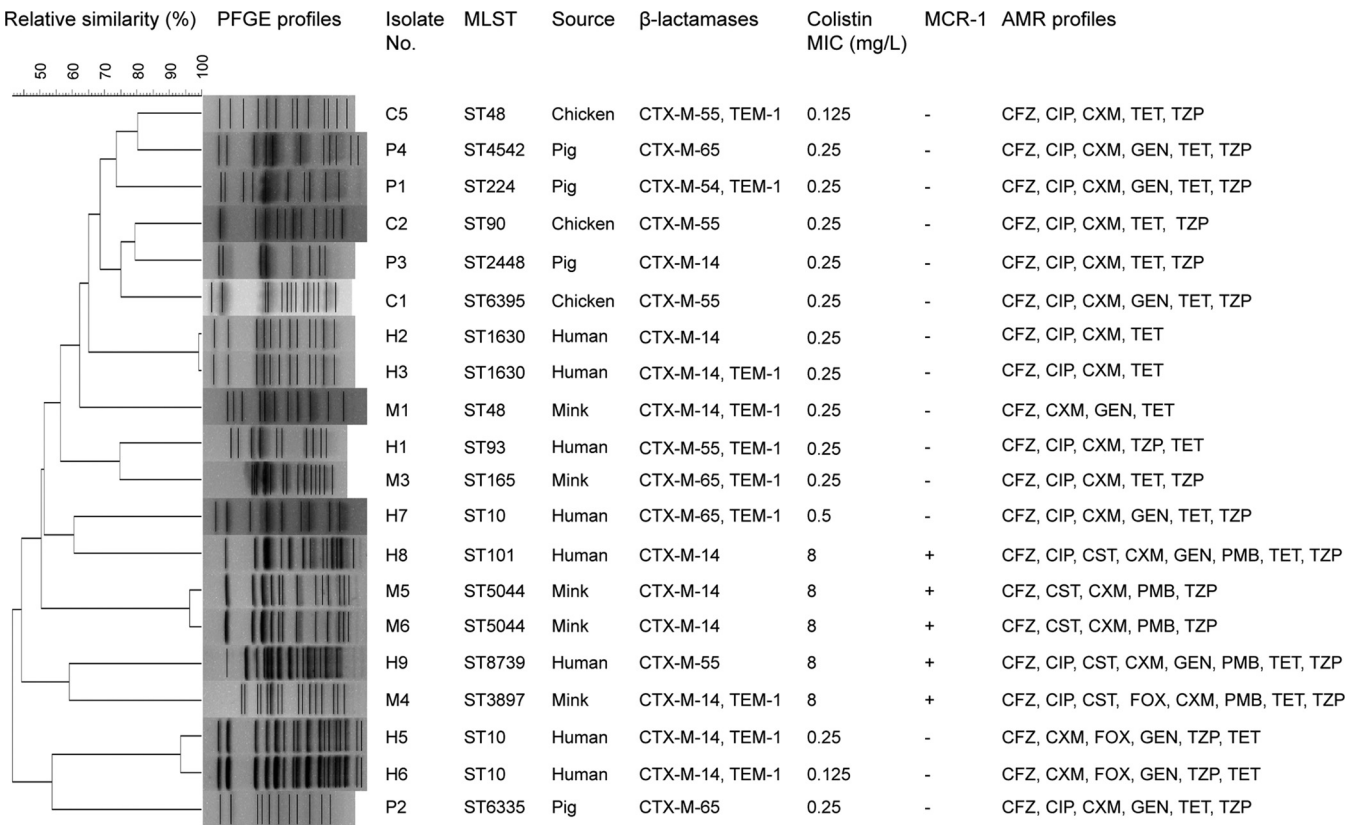 Relative similarity (%) PFGE profiles Isolate No. MLST Source β-lactamases Colistin MIC (mg/L) MCR-1 AMR profiles
50 60 70 80 90 100
C5 ST48 Chicken CTX-M-55, TEM-1 0.125 - CFZ, CIP, CXM, TET, TZP
P4 ST4542 Pig CTX-M-65 0.25 - CFZ, CIP, CXM, GEN, TET, TZP
P1 ST224 Pig CTX-M-54, TEM-1 0.25 - CFZ, CIP, CXM, GEN, TET, TZP
C2 ST90 Chicken CTX-M-55 0.25 - CFZ, CIP, CXM, TET, TZP
P3 ST2448 Pig CTX-M-14 0.25 - CFZ, CIP, CXM, TET, TZP
C1 ST6395 Chicken CTX-M-55 0.25 - CFZ, CIP, CXM, GEN, TET, TZP
H2 ST1630 Human CTX-M-14 0.25 - CFZ, CIP, CXM, TET
H3 ST1630 Human CTX-M-14, TEM-1 0.25 - CFZ, CIP, CXM, TET
M1 ST48 Mink CTX-M-14, TEM-1 0.25 - CFZ, CXM, GEN, TET
H1 ST93 Human CTX-M-55, TEM-1 0.25 - CFZ, CIP, CXM, TZP, TET
M3 ST165 Mink CTX-M-65, TEM-1 0.25 - CFZ, CIP, CXM, TET, TZP
H7 ST10 Human CTX-M-65, TEM-1 0.5 - CFZ, CIP, CXM, GEN, TET, TZP
H8 ST101 Human CTX-M-14 8 + CFZ, CIP, CST, CXM, GEN, PMB, TET, TZP
M5 ST5044 Mink CTX-M-14 8 + CFZ, CST, CXM, PMB, TZP
M6 ST5044 Mink CTX-M-14 8 + CFZ, CST, CXM, PMB, TZP
H9 ST8739 Human CTX-M-55 8 + CFZ, CIP, CST, CXM, GEN, PMB, TET, TZP
M4 ST3897 Mink CTX-M-14, TEM-1 8 + CFZ, CIP, CST, FOX, CXM, PMB, TET, TZP
H5 ST10 Human CTX-M-14, TEM-1 0.25 - CFZ, CXM, FOX, GEN, TZP, TET
H6 ST10 Human CTX-M-14, TEM-1 0.125 - CFZ, CXM, FOX, GEN, TZP, TET
P2 ST6335 Pig CTX-M-65 0.25 - CFZ, CIP, CXM, GEN, TET, TZP